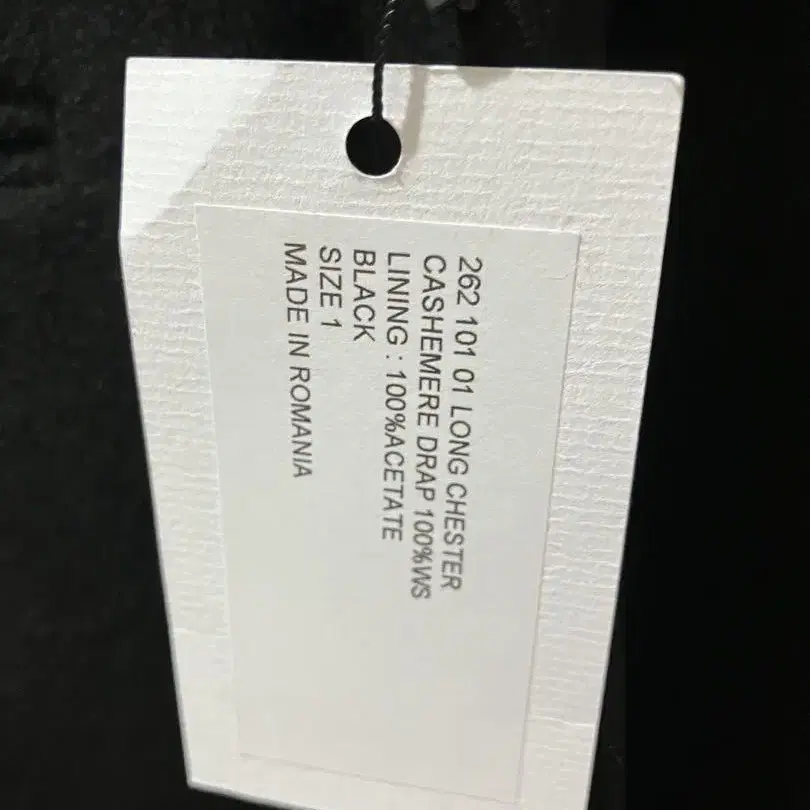 262 101 01 LONG CHESTER
CASHEMERE DRAP 100%WS
LINING : 100%ACETATE
BLACK
SIZE 1
MADE IN ROMANIA